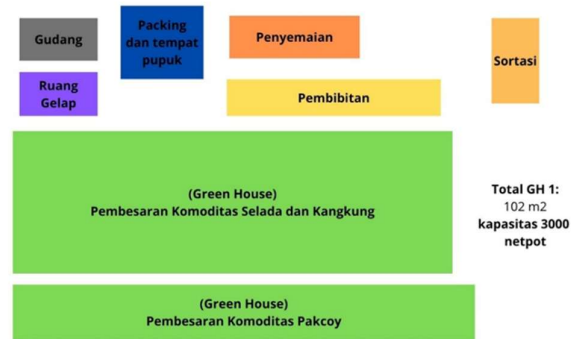 Gudang
Packing
dan tempat
pupuk
Penyemaian
Sortasi
Ruang
Gelap
Pembibitan
(Green House)
Pembesaran Komoditas Selada dan Kangkung
Total GH 1:
102 m2
kapasitas 3000
netpot
(Green House)
Pembesaran Komoditas Pakcoy